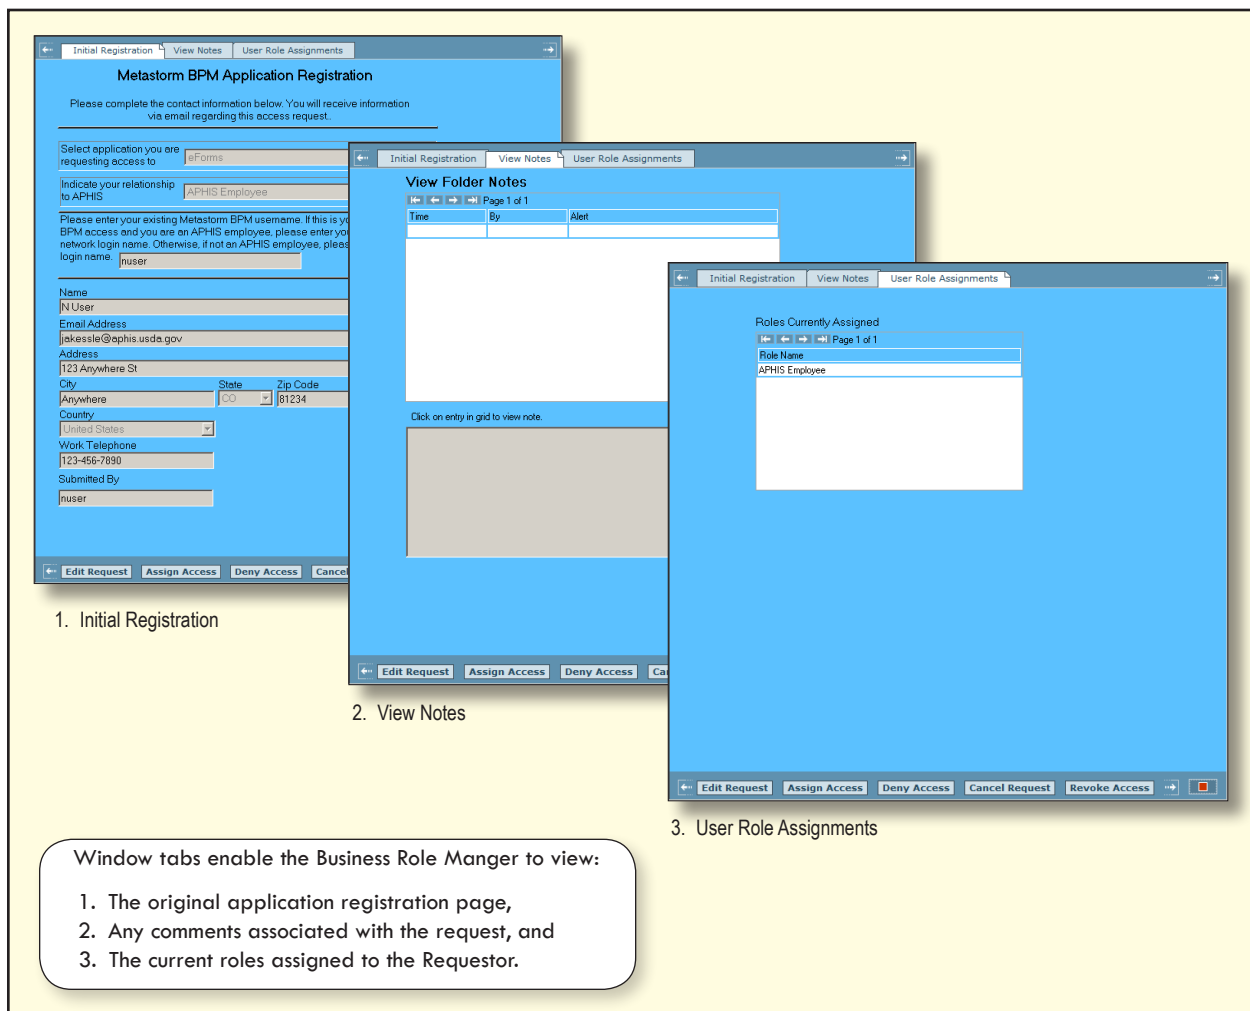 Initial Registration View Notes User Role Assignments
Metastorm BPM Application Registration
Please complete the contact information below. You will receive information
via email regarding this access request..
Select application you are
requesting access to
eForms
Indicate your relationship
to APHIS
APHIS Employee
Please enter your existing Metastorm BPM username. If this is
BPM access and you are an APHIS employee, please enter
network login name. Otherwise, if not an APHIS employee,
login name.
nuser
Name
N User
Email Address
jakessle@aphis.usda.gov
Address
123 Anywhere St
City State Zip Code
Anywhere CO 81234
Country
United States
Work Telephone
123-456-7890
Submitted By
nuser
Edit Request Assign Access Deny Access
1. Initial Registration
Initial Registration View Notes User Role Assignments
View Folder Notes
Page 1 of 1
Time By Alert
Click on entry in grid to view note.
Edit Request Assign Access Deny Access
2. View Notes
Initial Registration View Notes User Role Assignments
Roles Currently Assigned
Page 1 of 1
Role Name
APHIS Employee
Edit Request Assign Access Deny Access Cancel Request Revoke Access
3. User Role Assignments
Window tabs enable the Business Role Manger to view:
1. The original application registration page,
2. Any comments associated with the request, and
3. The current roles assigned to the Requestor.